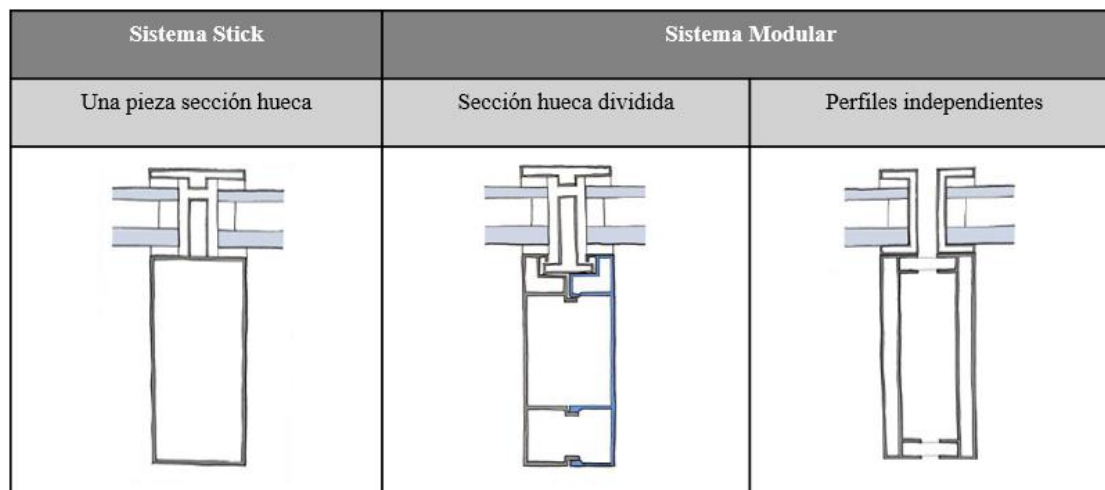 Sistema Stick
Sistema Modular
Una pieza sección hueca
Sección hueca dividida
Perfiles independientes